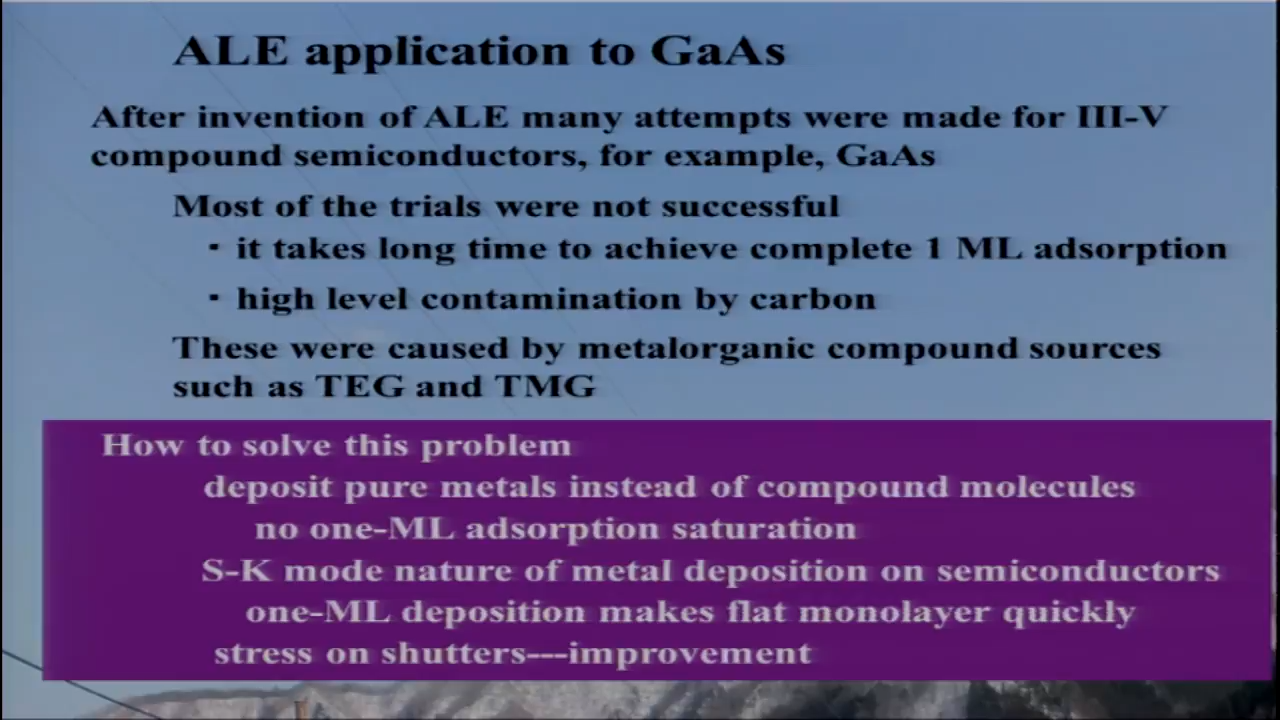 ALE application to GaAs
After invention of ALE many attempts were made for III-V
compound semiconductors, for example, GaAs
Most of the trials were not successful
· it takes long time to achieve complete 1 ML adsorption
· high level contamination by carbon
These were caused by metalorganic compound sources
such as TEG and TMG
How to solve this problem
deposit pure metals instead of compound molecules
no one-ML adsorption saturation
S-K mode nature of metal deposition on semiconductors
one-ML deposition makes flat monolayer quickly
stress on shutters---improvement